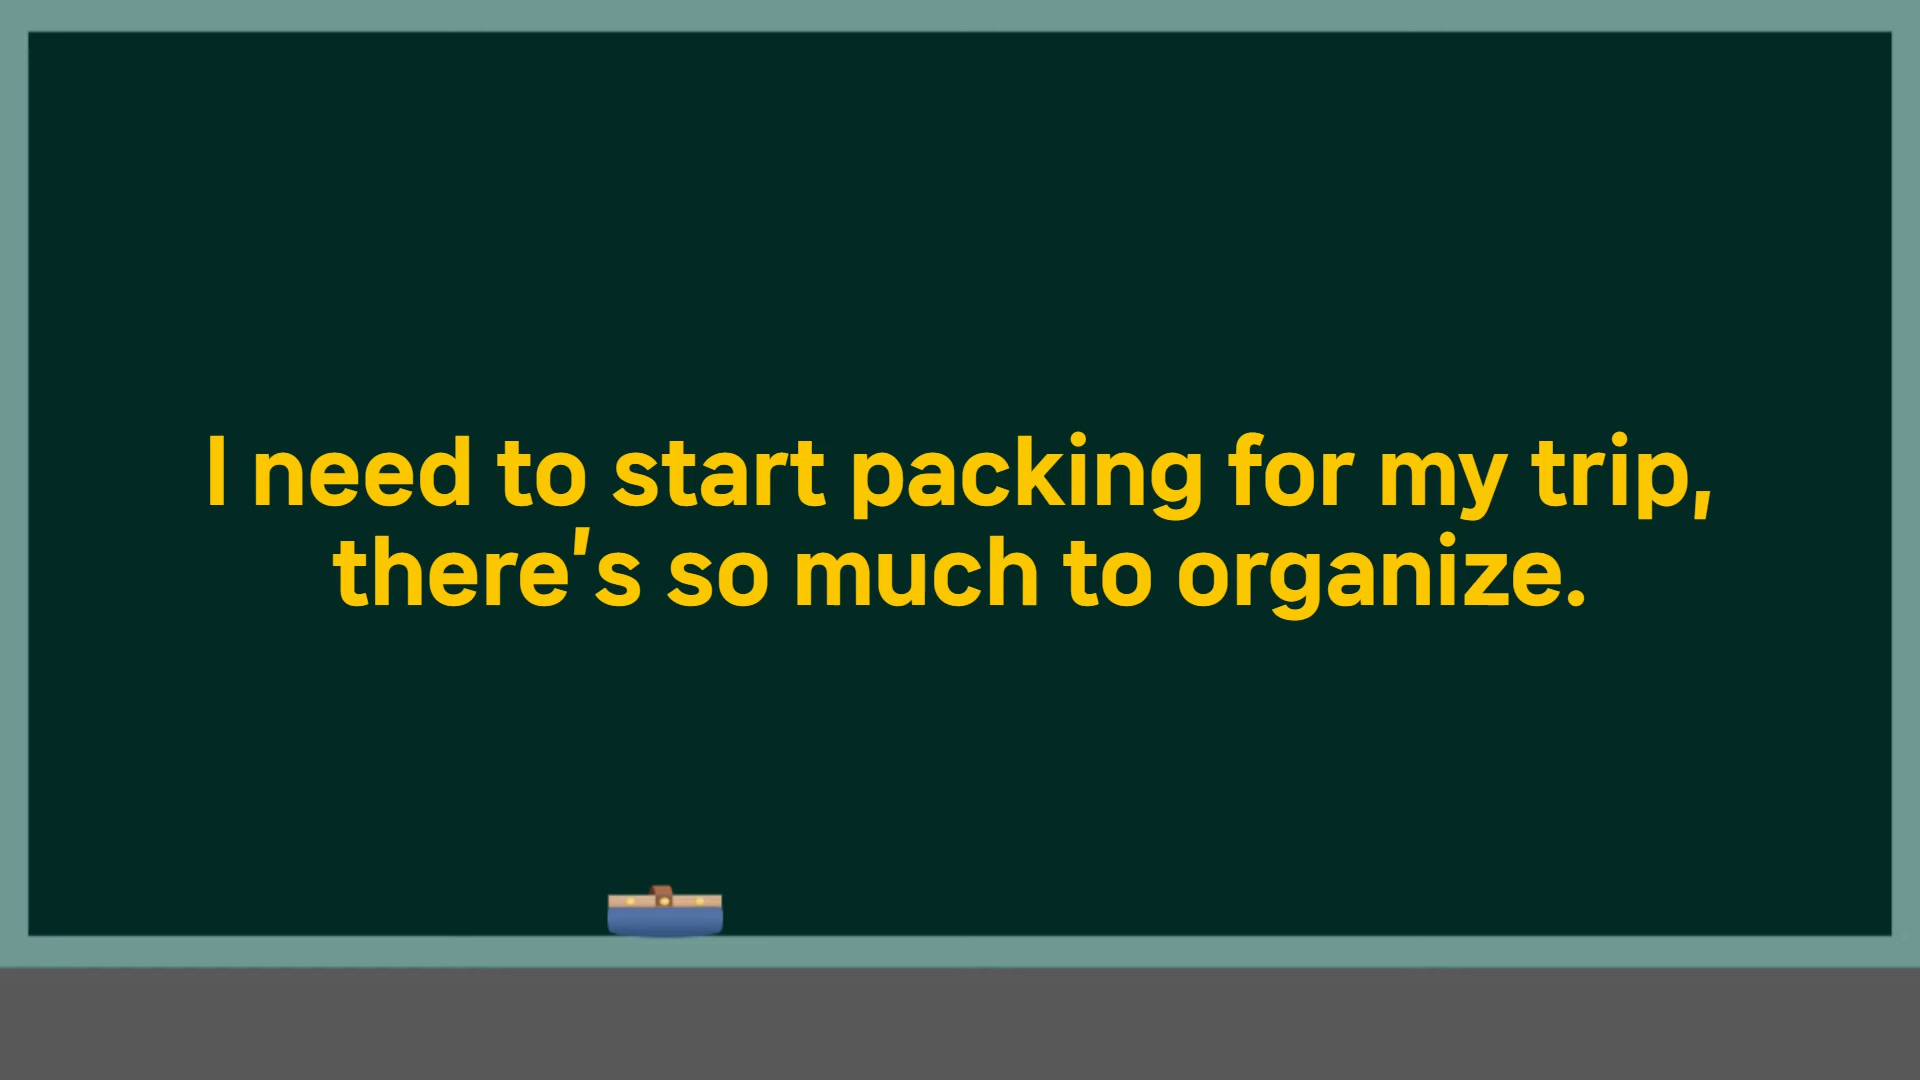 I need to start packing for my trip,
there's so much to organize.